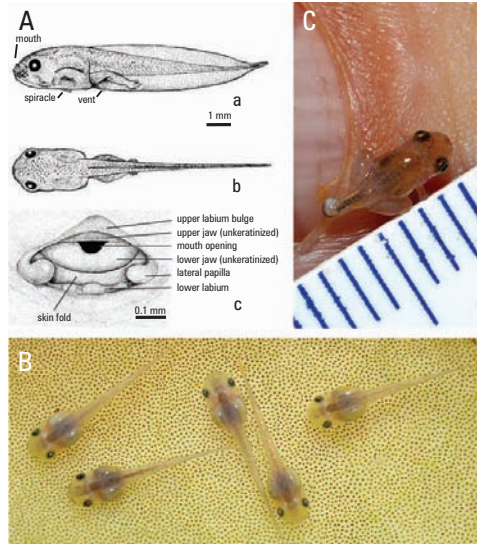 A
mouth
spiracle
vent
a
1 mm
b
upper labium bulge
upper jaw (unkeratinized)
mouth opening
lower jaw (unkeratinized)
lateral papilla
lower labium
skin fold
0.1 mm
c
C
B